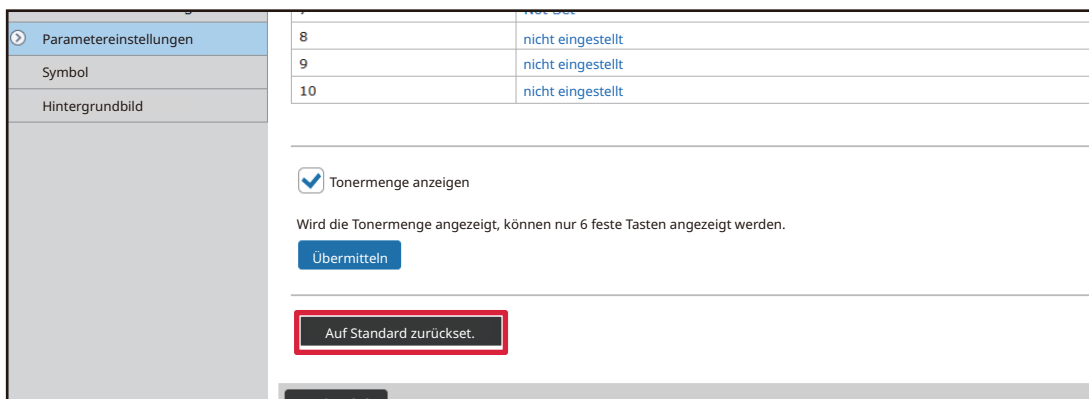 Parametereinstellungen
Symbol
Hintergrundbild
8 nicht eingestellt
9 nicht eingestellt
10 nicht eingestellt
Tonermenge anzeigen
Wird die Tonermenge angezeigt, können nur 6 feste Tasten angezeigt werden.
Übermitteln
Auf Standard zurückset.